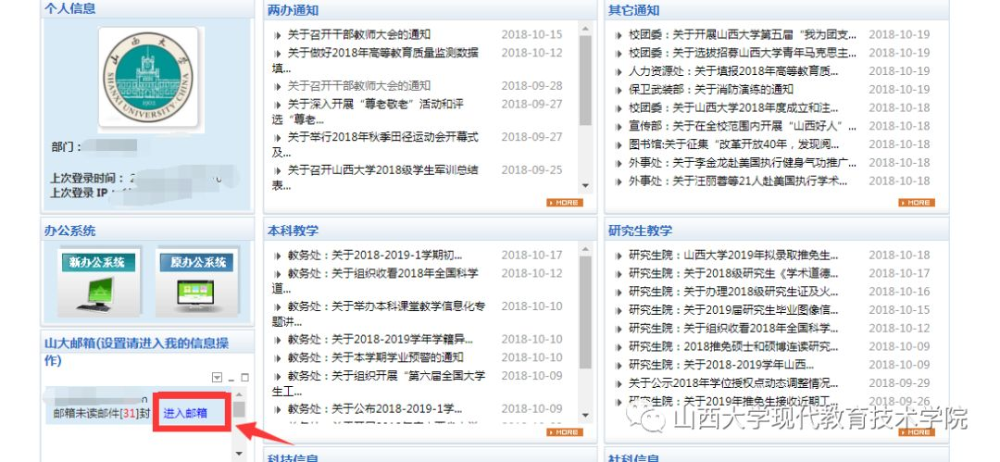 个人信息
山西大学
SHANXI UNIVERSITY CHINA
1902
部门：
上次登录时间：
上次登录 IP：
办公系统
新办公系统
原办公系统
山大邮箱(设置请进入我的信息操
作)
邮箱未读邮件[31]封
进入邮箱
两办通知
关于召开干部教师大会的通知 2018-10-15
关于做好2018年高等教育质量监测数据 2018-10-12
填...
关于召开干部教师大会的通知 2018-09-28
关于深入开展“尊老敬老”活动和评 2018-09-27
选“尊老...
关于举行2018年秋季田径运动会开幕式 2018-09-27
及...
关于召开山西大学2018级学生军训总结 2018-09-25
表...
MORE
本科教学
教务处：关于2018-2019-1学期初... 2018-10-17
教务处：关于组织收看2018年全国科学 2018-10-12
道...
教务处：关于举办本科课堂教学信息化专 2018-10-10
题讲...
教务处：关于2018-2019学年学籍异... 2018-10-10
教务处：关于本学期学业预警的通知 2018-10-10
教务处：关于组织开展“第六届全国大学 2018-10-09
生工...
教务处：关于公布2018-2019-1学... 2018-10-09
MORE
科技信息
其它通知
校团委：关于开展山西大学第五届“我为团支... 2018-10-19
校团委：关于选拔招募山西大学青年马克思主... 2018-10-19
人力资源处：关于填报2018年高等教育质... 2018-10-19
保卫武装部：关于消防演练的通知 2018-10-19
校团委：关于山西大学2018年度成立和注... 2018-10-18
宣传部：关于在全校范围内开展“山西好人”... 2018-10-18
图书馆:关于征集“改革开放40年，发现阅... 2018-10-18
外事处：关于李金龙赴美国执行健身气功推广... 2018-10-18
外事处：关于汪丽蓉等21人赴美国执行学术... 2018-10-18
MORE
研究生教学
研究生院：山西大学2019年拟录取推免生... 2018-10-18
研究生院：关于2018级研究生《学术道德... 2018-10-17
研究生院：关于办理2018级研究生证及火... 2018-10-16
研究生院：关于2019届研究生毕业图像信... 2018-10-15
研究生院：关于组织收看2018年全国科学... 2018-10-12
研究生院：2018推免硕士和硕博连读研究... 2018-10-09
研究生院：关于2018-2019学年山西... 2018-10-09
关于公示2018年学位授权点动态调整情况... 2018-09-29
研究生院：关于2019年推免生接收近期工... 2018-09-26
MORE
山西大学现代教育技术学院
社科信息